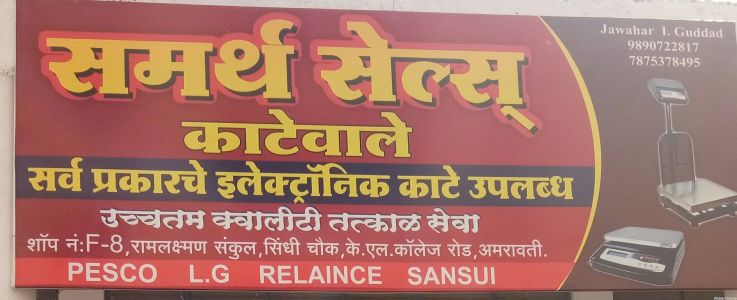 समर्थ सेल्स्
काटेवाले
सर्व प्रकारचे इलेक्ट्रॉनिक काटे उपलब्ध
उच्चतम क्वालीटी तत्काळ सेवा
शॉप नं:F-8,रामलक्ष्मण संकुल,सिंधी चौक,के.एल.कॉलेज रोड,अमरावती.
PESCO L.G RELAINCE SANSUI
Jawahar I. Guddad
9890722817
7875378495